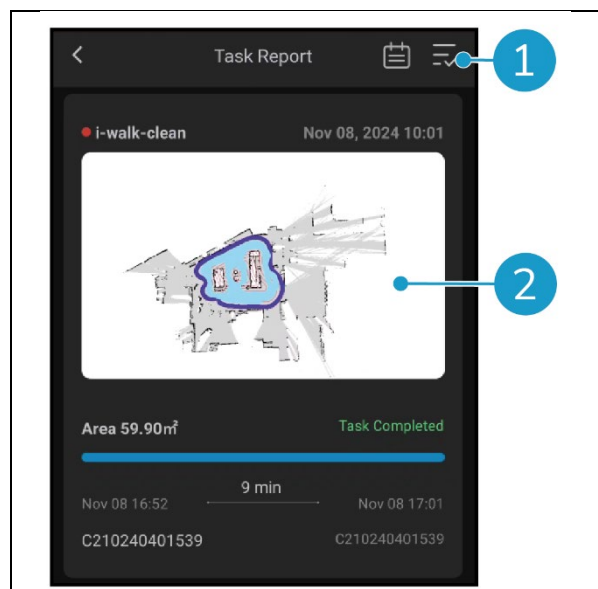 Task Report
1
i-walk-clean Nov 08, 2024 10:01
2
Area 59.90㎡ Task Completed
9 min
Nov 08 16:52 Nov 08 17:01
C210240401539 C210240401539